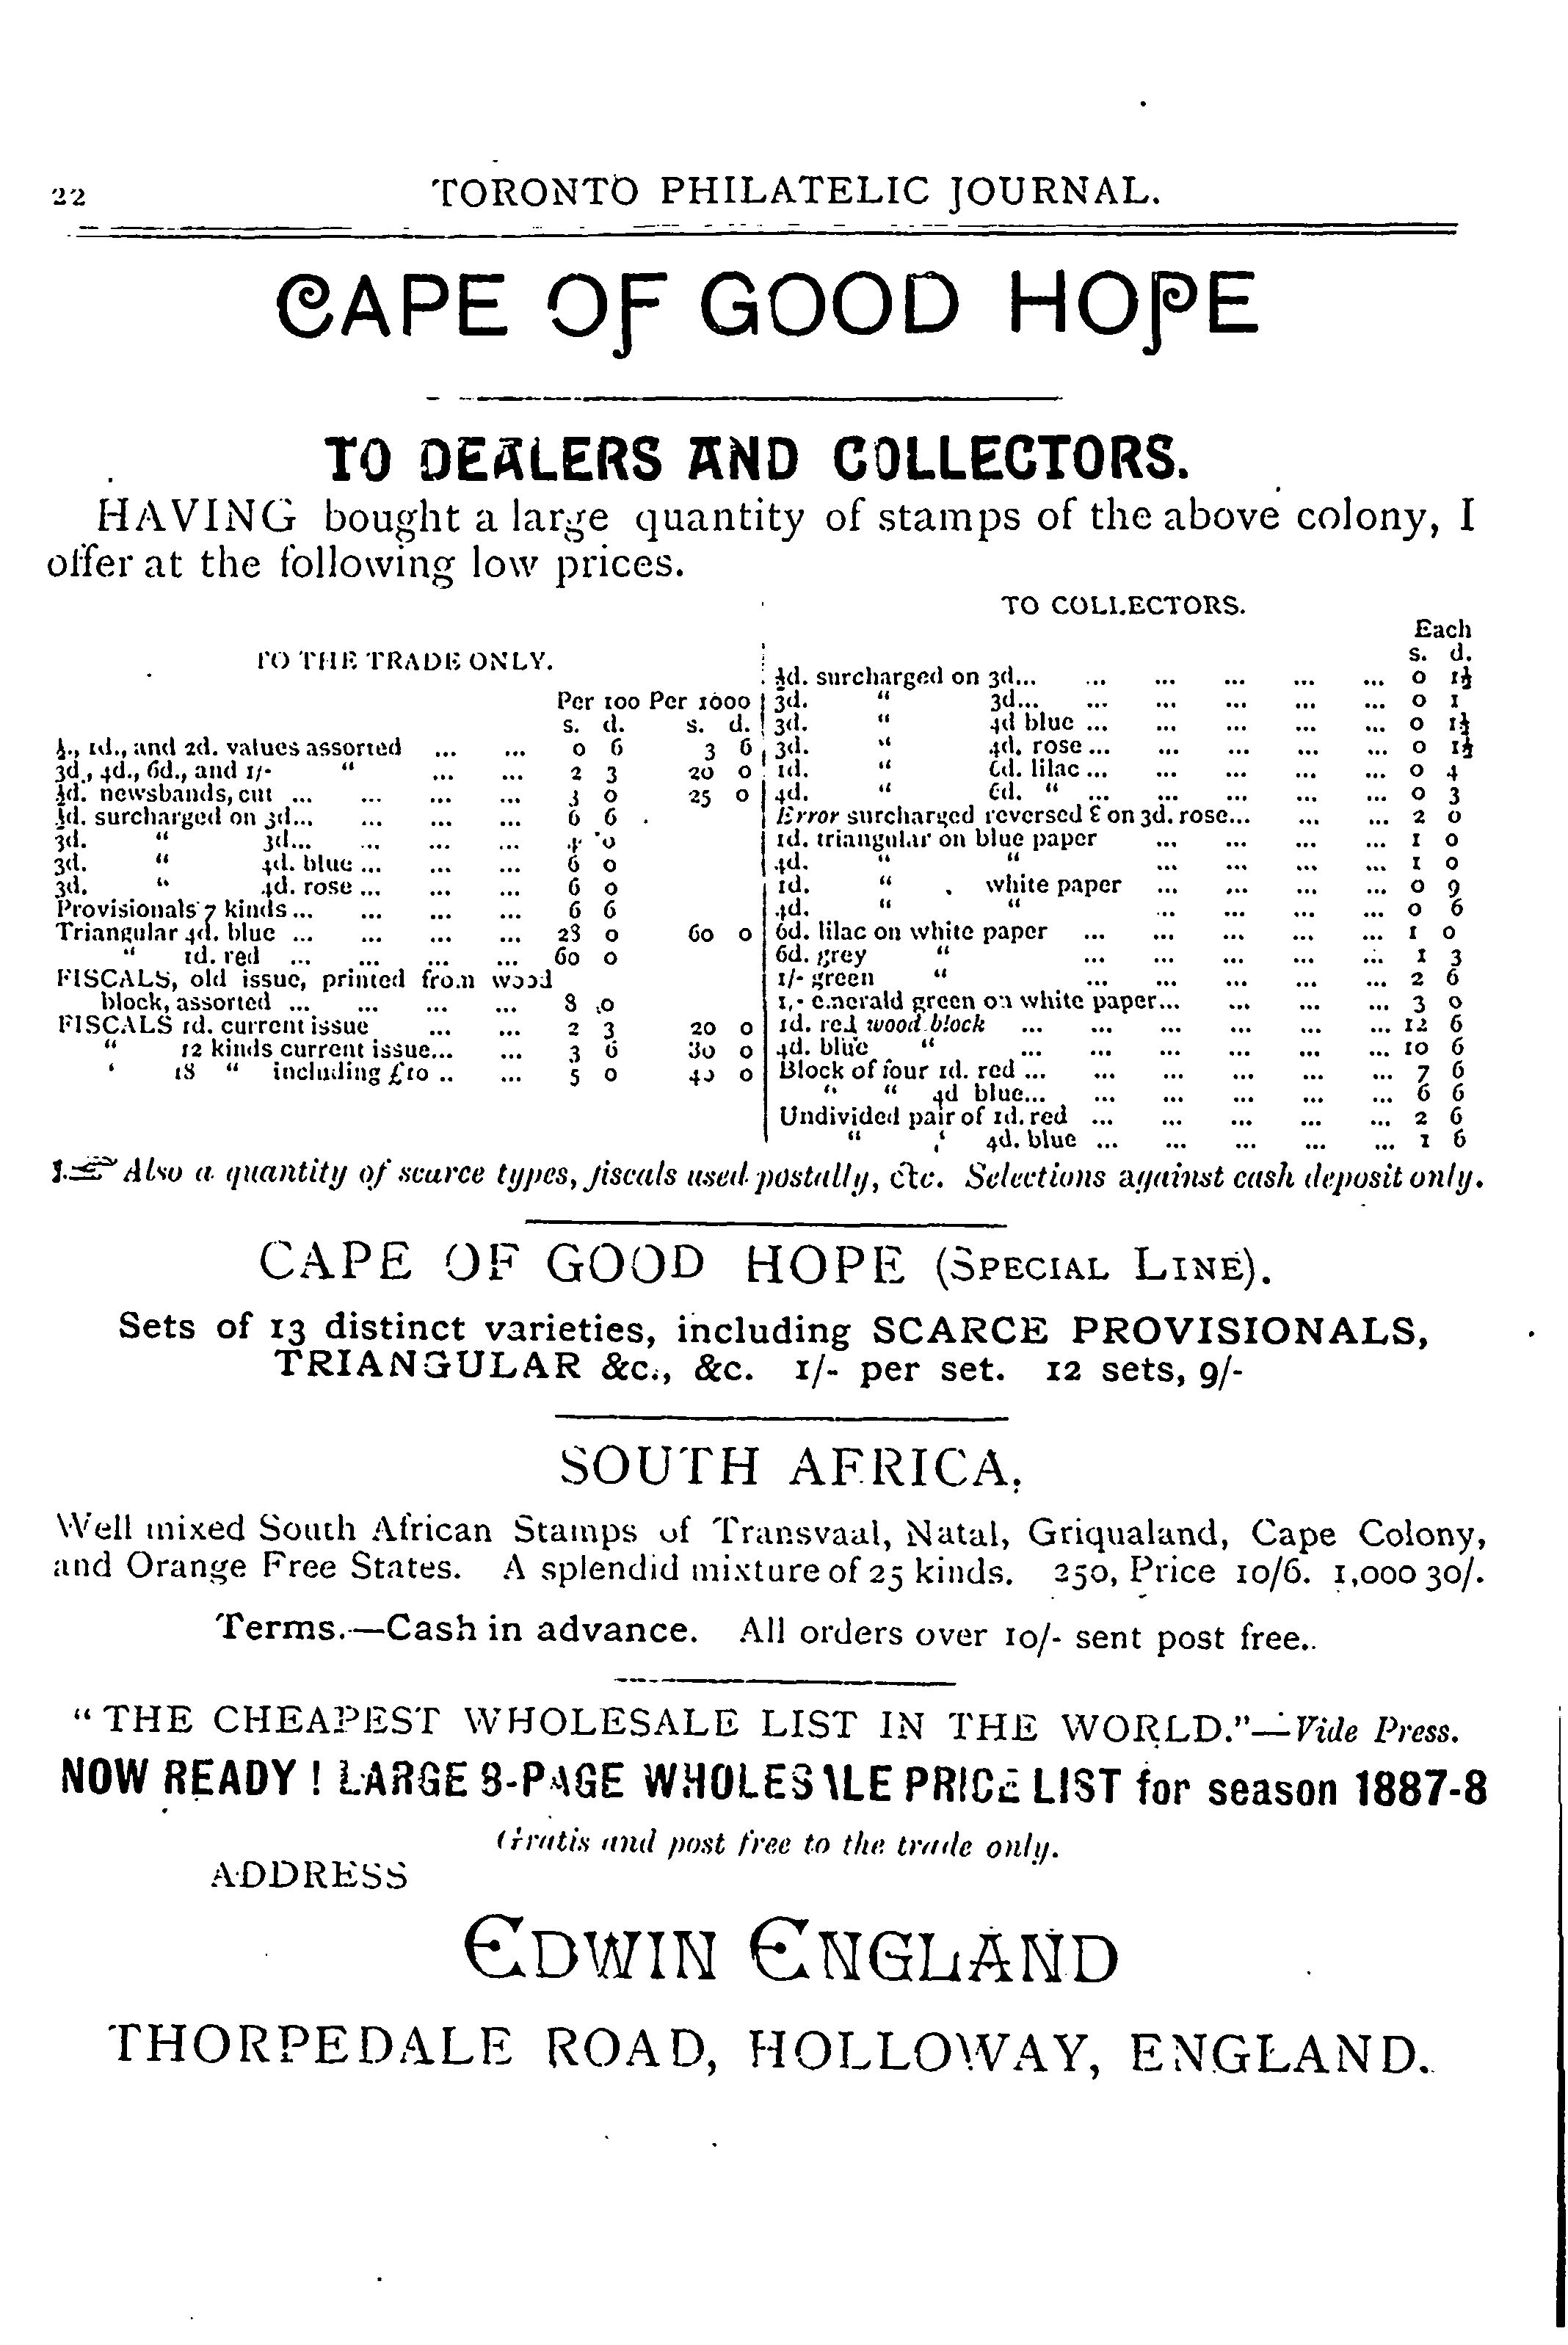 22 TORONTO PHILATELIC JOURNAL.
CAPE OF GOOD HOPE
TO DEALERS AND COLLECTORS.
HAVING bought a large quantity of stamps of the above colony, I
offer at the following low prices.
TO THE TRADE ONLY.
Per 100 Per 1000
s. d. s. d.
½., 1d., and 2d. values assorted ... ... 0 6 3 6
3d., 4d., 6d., and 1/- " ... ... 2 3 20 0
½d. newsbands, cut ... ... ... ... 3 0 25 0
½d. surcharged on 3d... ... ... ... 6 6
3d. " 3d... ... ... ... 4 0
3d. " 4d. blue ... ... ... 6 0
3d. " 4d. rose ... ... ... 6 0
Provisionals 7 kinds ... ... ... ... 6 6
Triangular 4d. blue ... ... ... ... 28 0 60 0
" 1d. red ... ... ... ... 60 0
FISCALS, old issue, printed from wood
block, assorted ... ... ... ... 8 0
FISCALS 1d. current issue ... ... 2 3 20 0
" 12 kinds current issue... ... 3 6 30 0
" 18 " including £10 .. ... 5 0 40 0
TO COLLECTORS.
Each
s. d.
½d. surcharged on 3d... ... ... ... ... ... 0 1½
3d. " 3d... ... ... ... ... ... 0 1
3d. " 4d blue ... ... ... ... ... 0 1½
3d. " 4d. rose ... ... ... ... ... 0 1½
1d. " 6d. lilac ... ... ... ... ... 0 4
4d. " 6d. " ... ... ... ... ... 0 3
Error surcharged reversed £ on 3d. rose... ... ... 2 0
1d. triangular on blue paper ... ... ... ... 1 0
4d. " " ... ... ... ... 1 0
1d. " white paper ... ... ... ... 0 9
4d. " " ... ... ... ... 0 6
6d. lilac on white paper ... ... ... ... ... 1 0
6d. grey " ... ... ... ... ... 1 3
1/- green " ... ... ... ... ... 2 6
1,- emerald green on white paper... ... ... ... 3 0
1d. red wood block ... ... ... ... ... ... 12 6
4d. blue " ... ... ... ... ... ... 10 6
Block of four 1d. red ... ... ... ... ... ... 7 6
" " 4d blue... ... ... ... ... ... 6 6
Undivided pair of 1d. red ... ... ... ... ... 2 6
" ' 4d. blue ... ... ... ... ... 1 6
Also a quantity of scarce types, fiscals used postally, &c. Selections against cash deposit only.
CAPE OF GOOD HOPE (SPECIAL LINE).
Sets of 13 distinct varieties, including SCARCE PROVISIONALS,
TRIANGULAR &c., &c. 1/- per set. 12 sets, 9/-
SOUTH AFRICA.
Well mixed South African Stamps of Transvaal, Natal, Griqualand, Cape Colony,
and Orange Free States. A splendid mixture of 25 kinds. 250, Price 10/6. 1,000 30/.
Terms.—Cash in advance. All orders over 10/- sent post free..
"THE CHEAPEST WHOLESALE LIST IN THE WORLD."—Vide Press.
NOW READY! LARGE 8-PAGE WHOLESALE PRICE LIST for season 1887-8
Gratis and post free to the trade only.
ADDRESS
EDWIN ENGLAND
THORPEDALE ROAD, HOLLOWAY, ENGLAND.